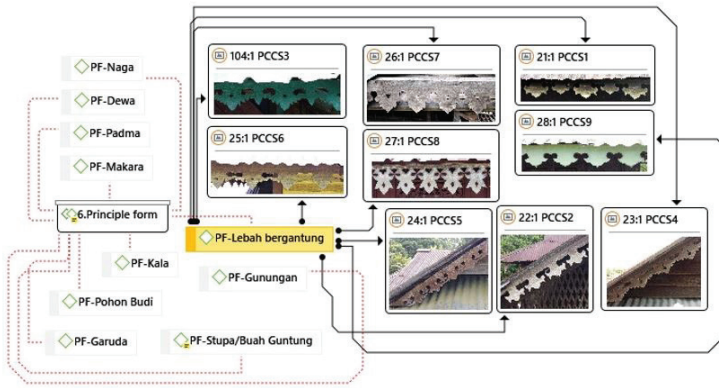 104:1 PCCS3
26:1 PCCS7
21:1 PCCS1
PF-Naga
PF-Dewa
PF-Padma
25:1 PCCS6
27:1 PCCS8
28:1 PCCS9
PF-Makara
6.Principle form
24:1 PCCS5
22:1 PCCS2
23:1 PCCS4
PF-Lebah bergantung
PF-Kala
PF-Gunungan
PF-Pohon Budi
PF-Garuda
PF-Stupa/Buah Guntung